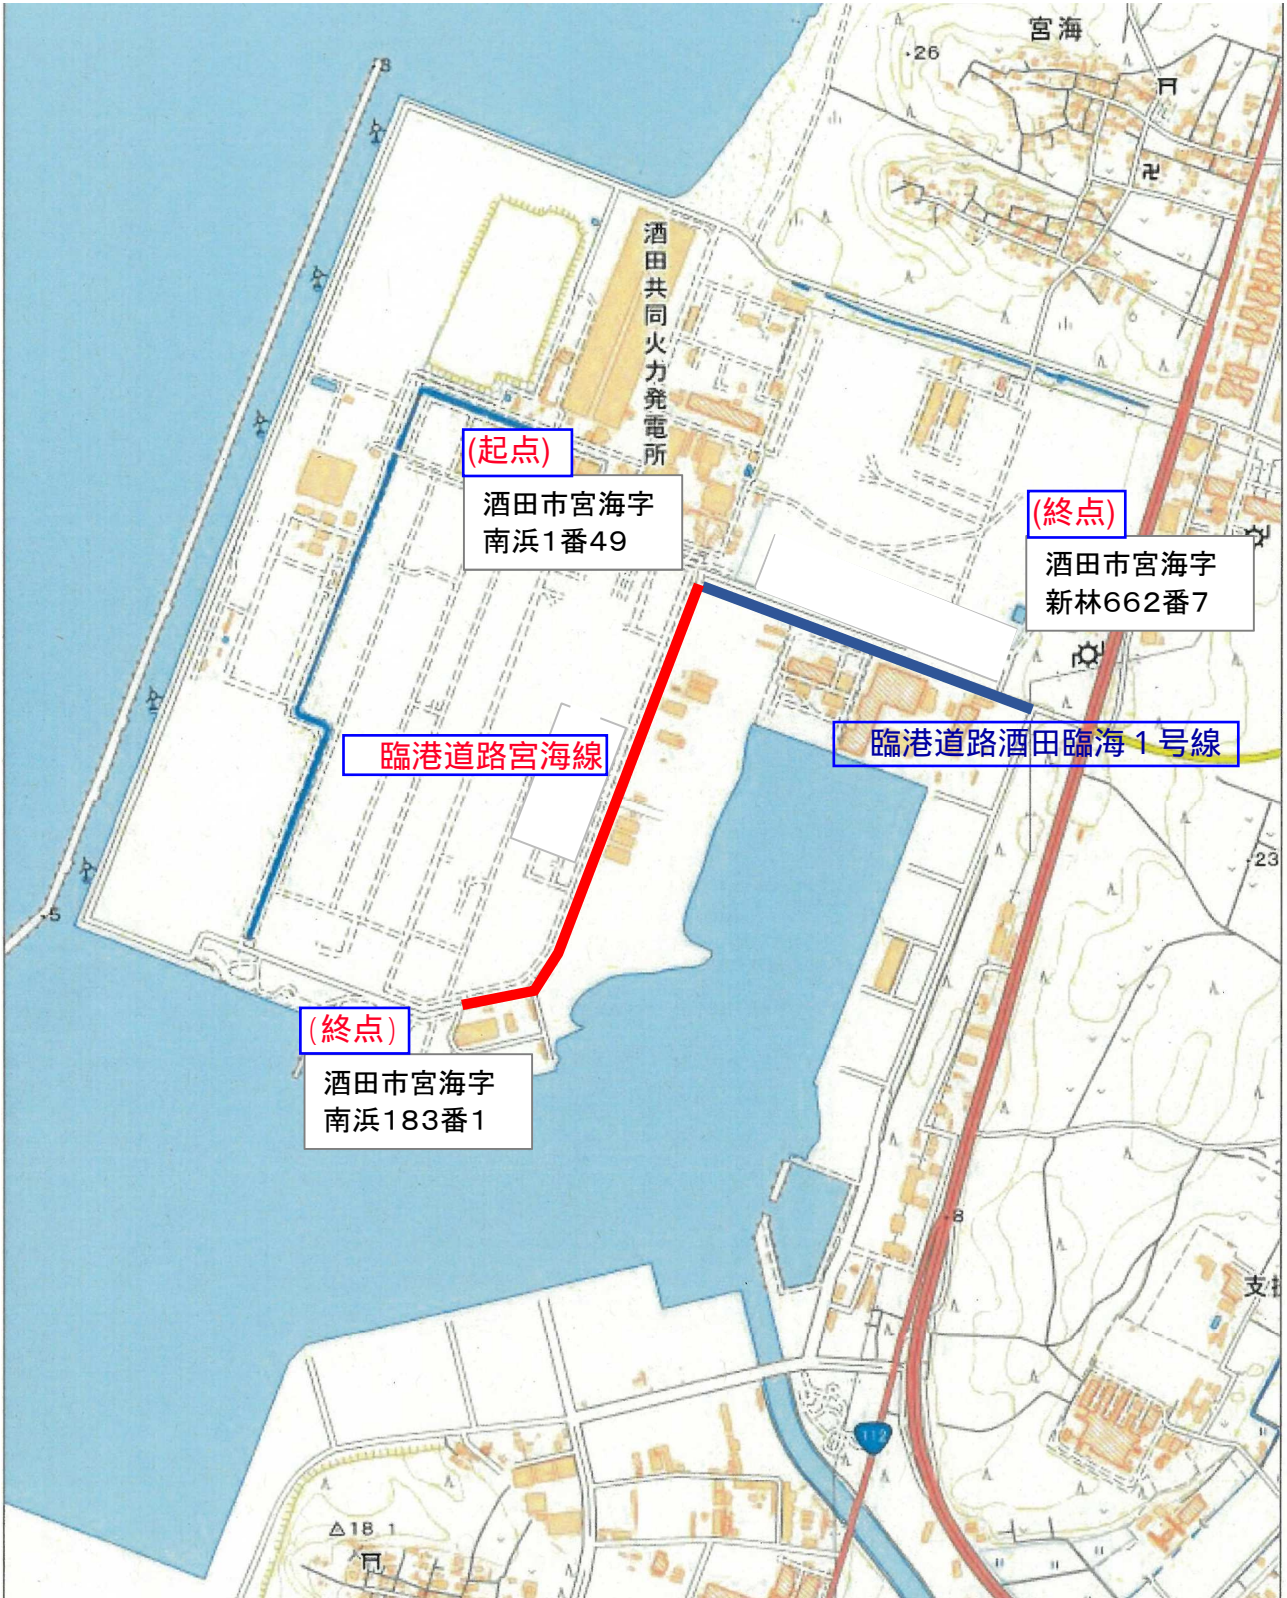 宮海
26
8
酒田共同火力発電所
6
(起点)
酒田市宮海字
南浜1番49
(終点)
酒田市宮海字
新林662番7
臨港道路酒田臨海1号線
臨港道路宮海線
23
5
(終点)
酒田市宮海字
南浜183番1
8
112
18 1